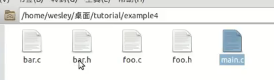 /home/wesley/桌面/tutorial/example4
bar.c bar.h foo.c foo.h main.c